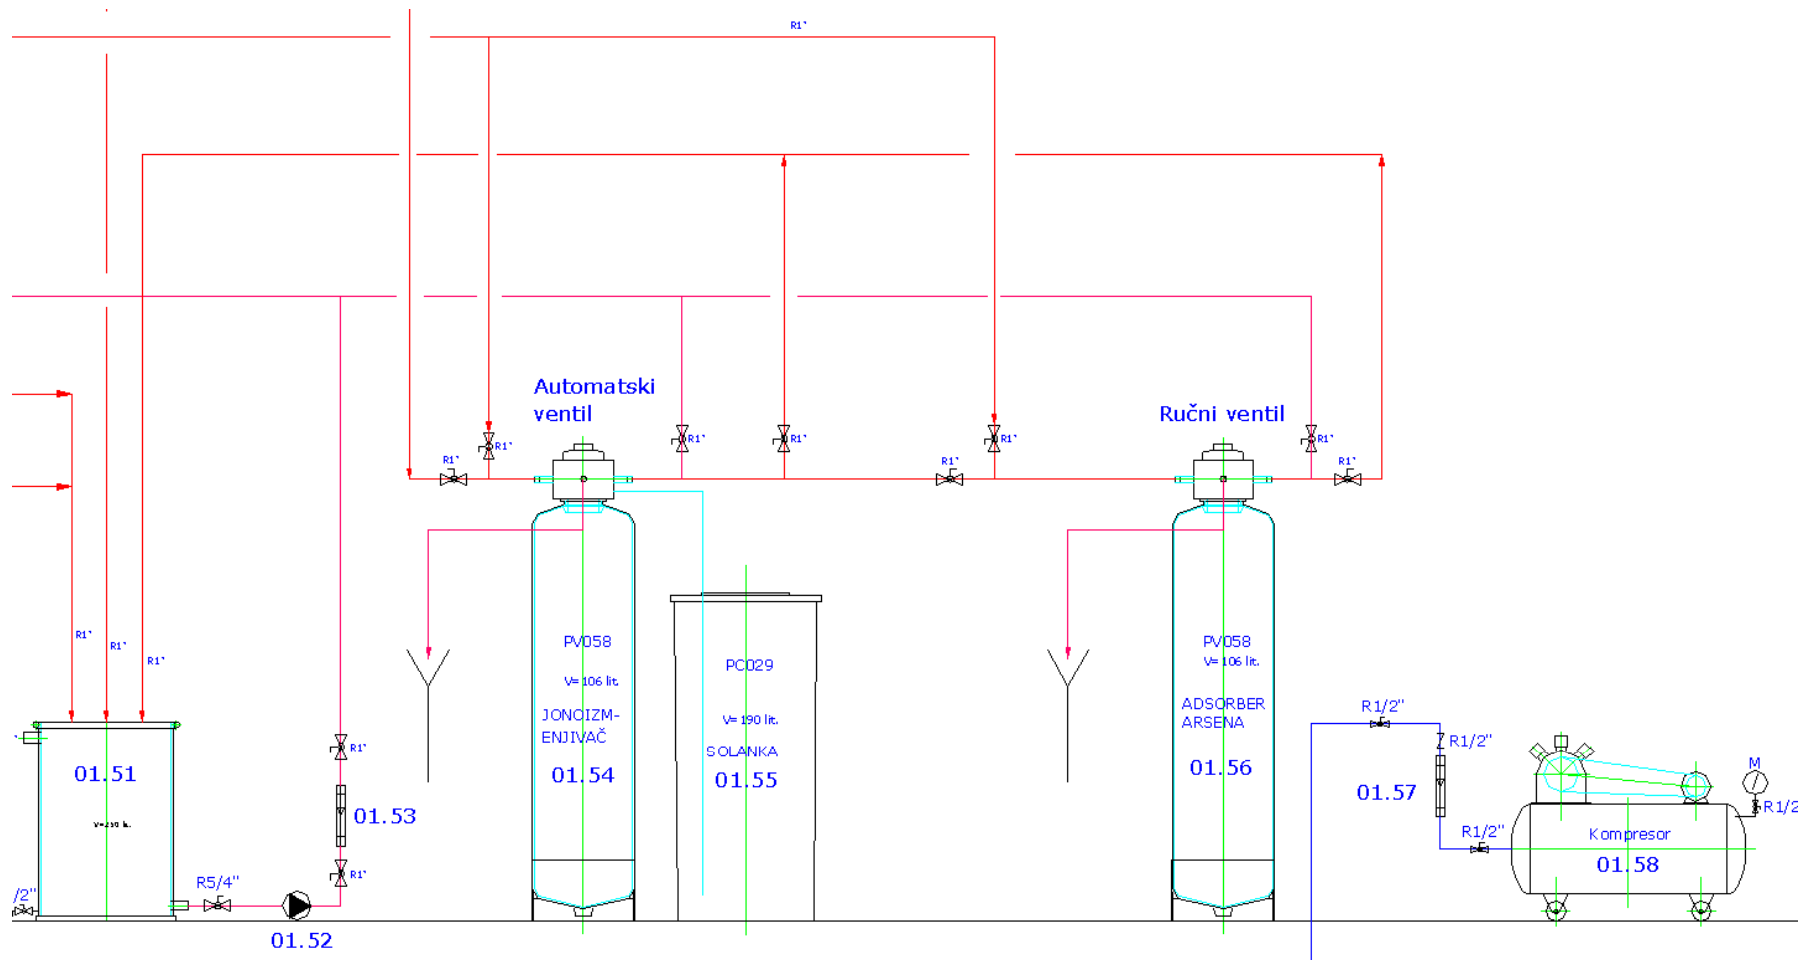 R1"
Automatski
ventil
Ručni ventil
R1"
R1"
R1"
R1"
R1"
R1"
R1"
R1"
R1"
R1"
R1"
PV058
V=106 lit.
JONOIZM-
ENJIVAČ
01.54
PC029
V=190 lit.
SOLANKA
01.55
PV058
V=106 lit.
ADSORBER
ARSENA
01.56
01.51
V=250 lit.
R1"
01.53
R1"
R5/4"
/2"
01.52
R1/2"
R1/2"
01.57
R1/2"
M
R1/2
Kompresor
01.58